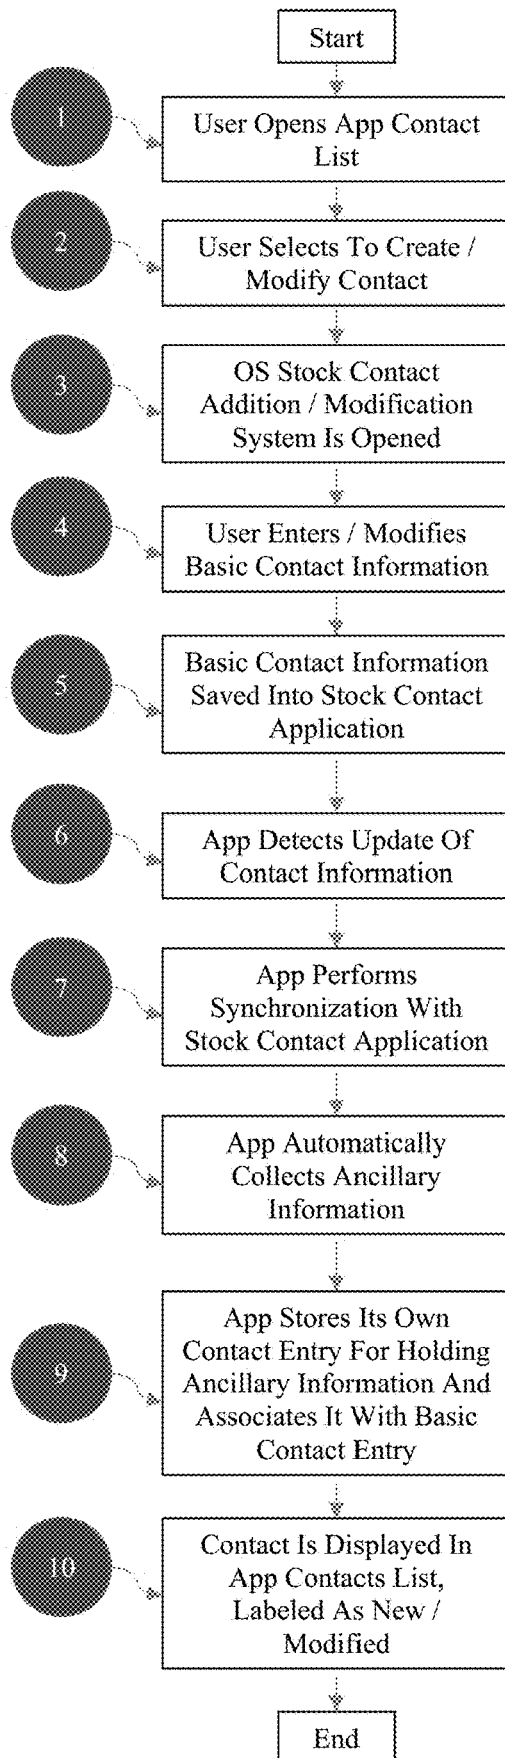 Start
1
User Opens App Contact
List
2
User Selects To Create /
Modify Contact
3
OS Stock Contact
Addition / Modification
System Is Opened
4
User Enters / Modifies
Basic Contact Information
5
Basic Contact Information
Saved Into Stock Contact
Application
6
App Detects Update Of
Contact Information
7
App Performs
Synchronization With
Stock Contact Application
8
App Automatically
Collects Ancillary
Information
9
App Stores Its Own
Contact Entry For Holding
Ancillary Information And
Associates It With Basic
Contact Entry
10
Contact Is Displayed In
App Contacts List,
Labeled As New /
Modified
End